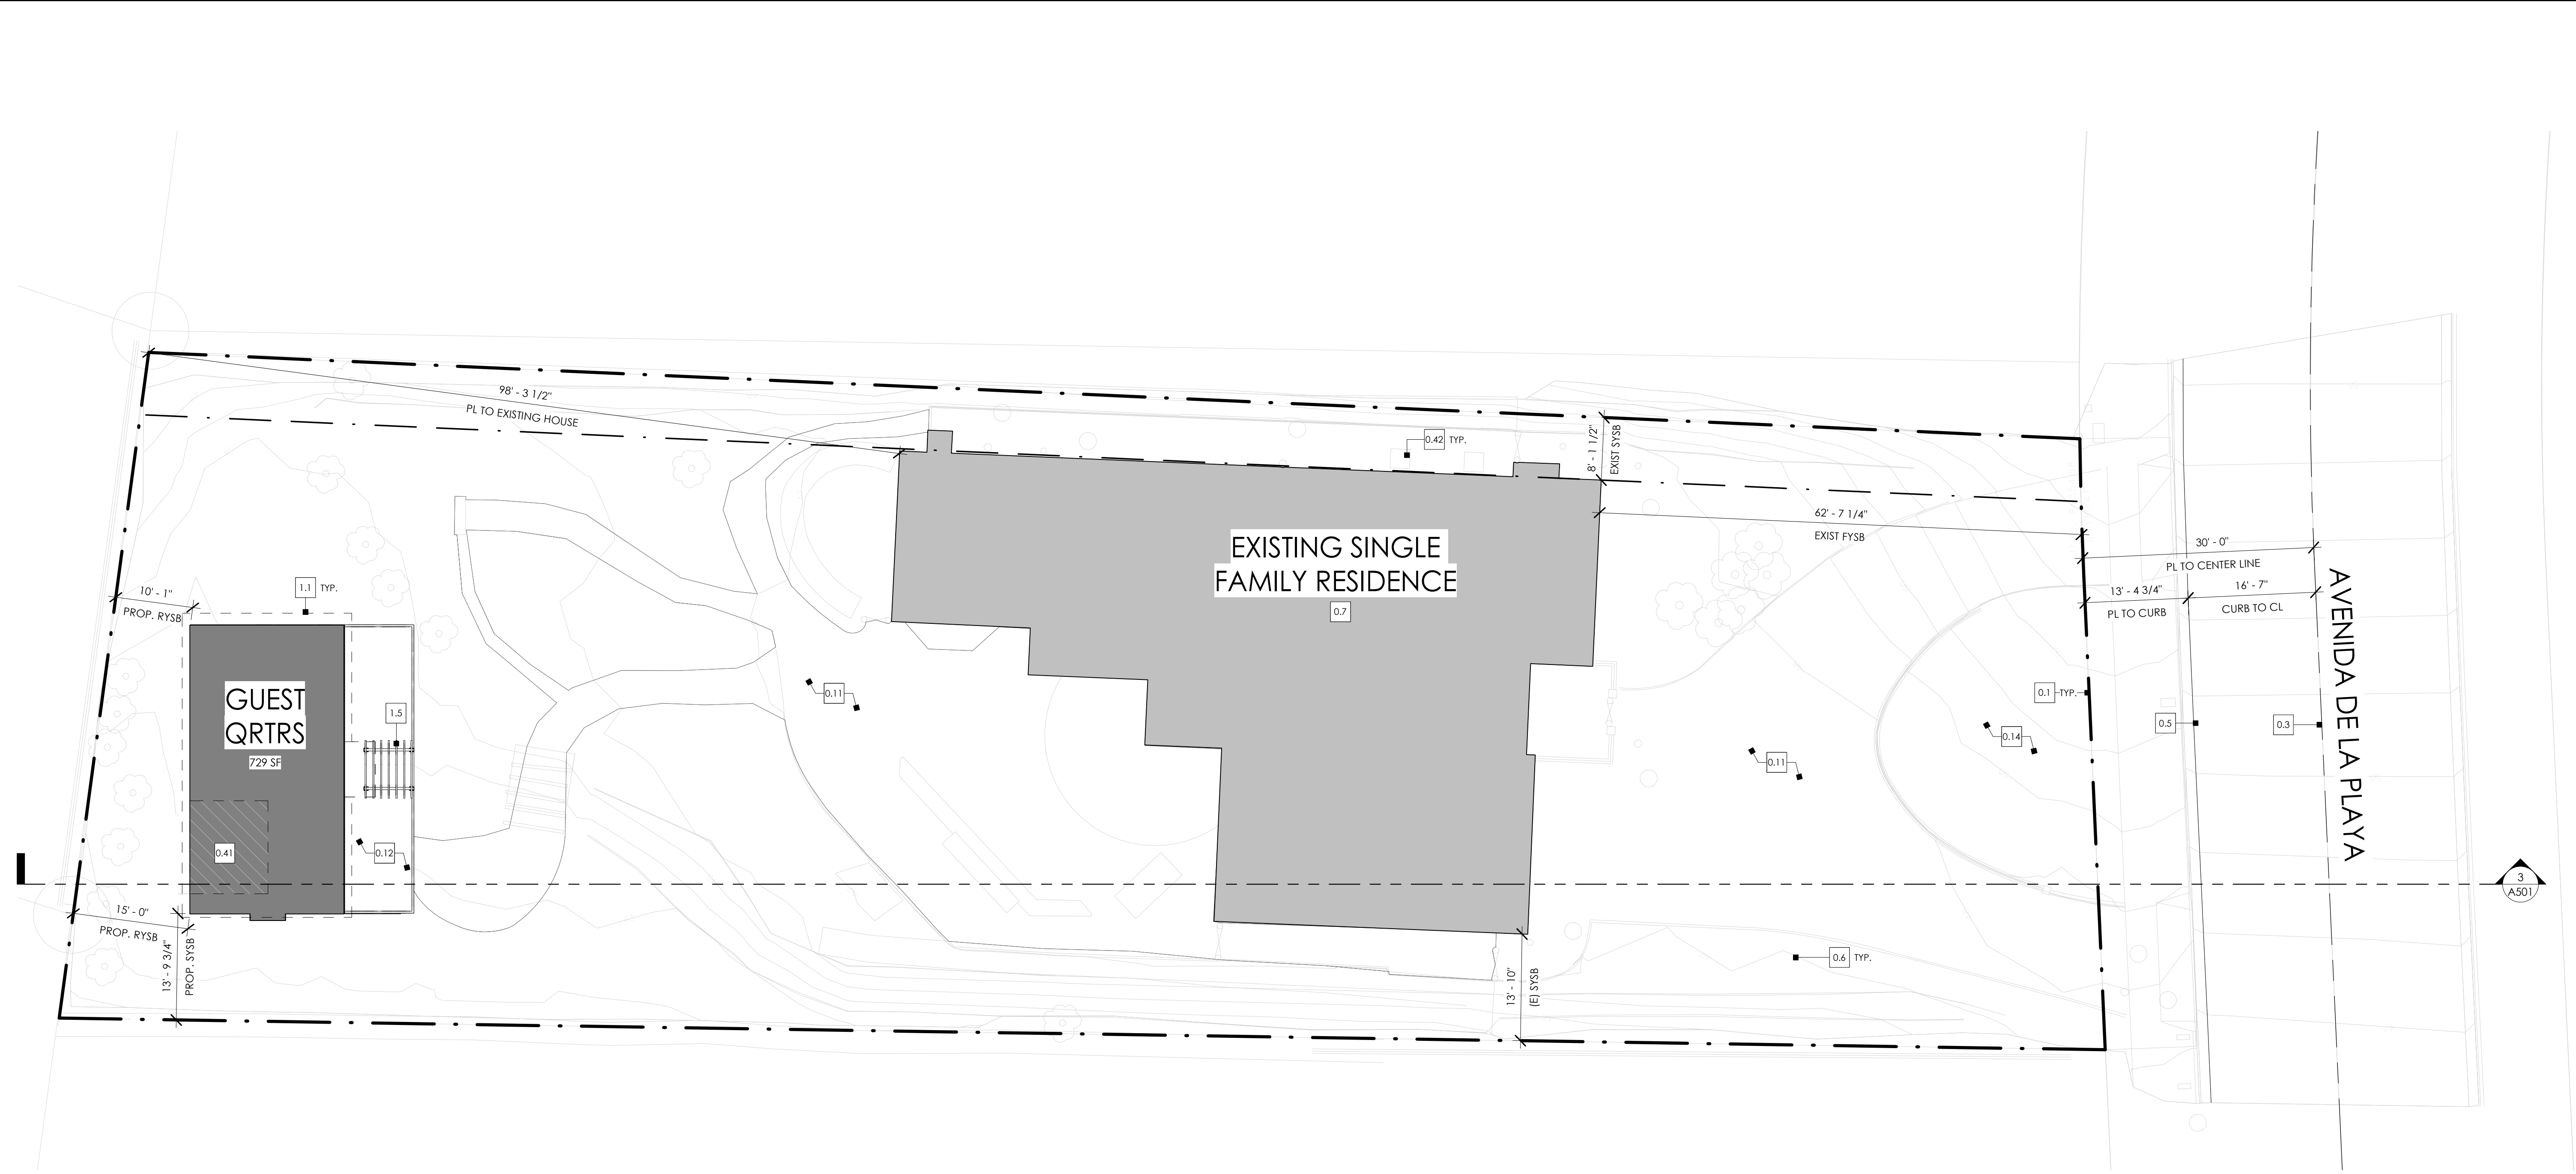 98' - 3 1/2"
PL TO EXISTING HOUSE
0.42 TYP.
8' - 1 1/2"
EXIST SYSB
62' - 7 1/4"
EXIST FYSB
EXISTING SINGLE
FAMILY RESIDENCE
0.7
30' - 0"
PL TO CENTER LINE
13' - 4 3/4"
PL TO CURB
16' - 7"
CURB TO CL
AVENIDA DE LA PLAYA
10' - 1"
PROP. RYSB
1.1 TYP.
GUEST
QRTRS
729 SF
1.5
0.11
0.1 TYP.
0.5
0.3
0.14
0.11
0.41
0.12
3
A501
15' - 0"
PROP. RYSB
13' - 9 3/4"
PROP. SYSB
13' - 10"
(E) SYSB
0.6 TYP.